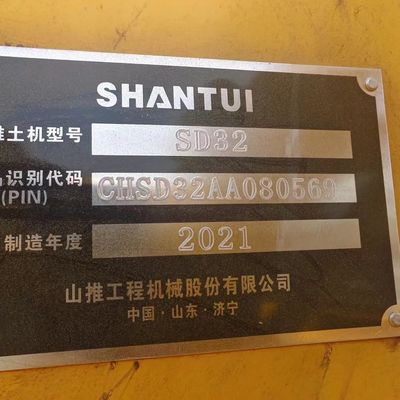 SHANTUI
推土机型号 SD32
品识别代码 CHSD32AA080569
(PIN)
制造年度 2021
山推工程机械股份有限公司
中国·山东·济宁